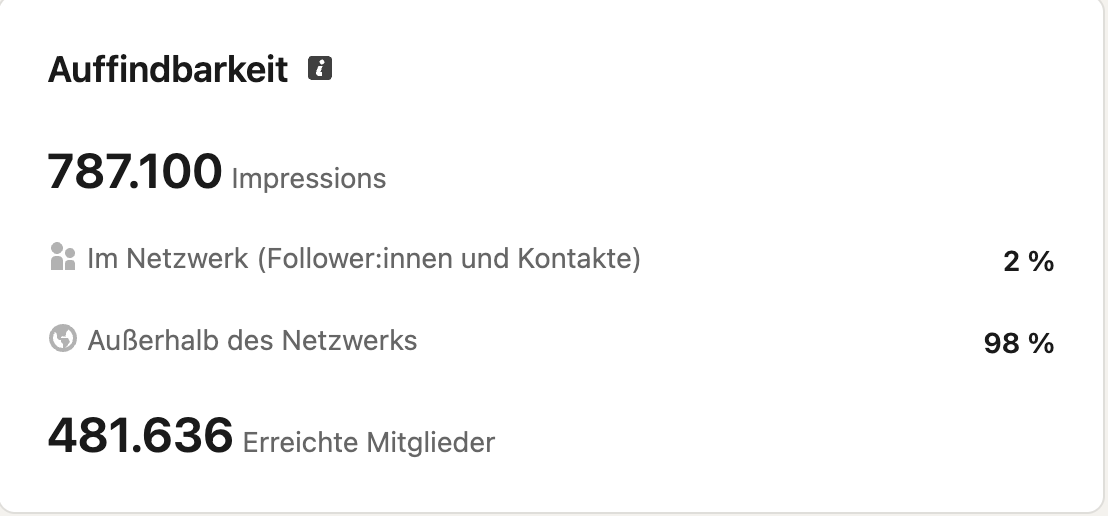 Auffindbarkeit
787.100 Impressions
Im Netzwerk (Follower:innen und Kontakte) 2 %
Außerhalb des Netzwerks 98 %
481.636 Erreichte Mitglieder